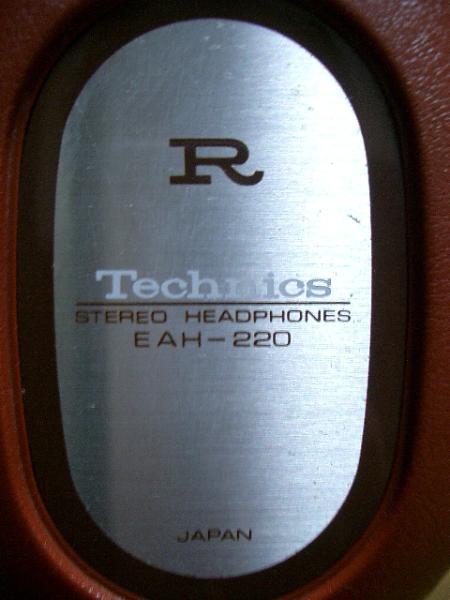 R
Technics
STEREO HEADPHONES
EAH-220
JAPAN